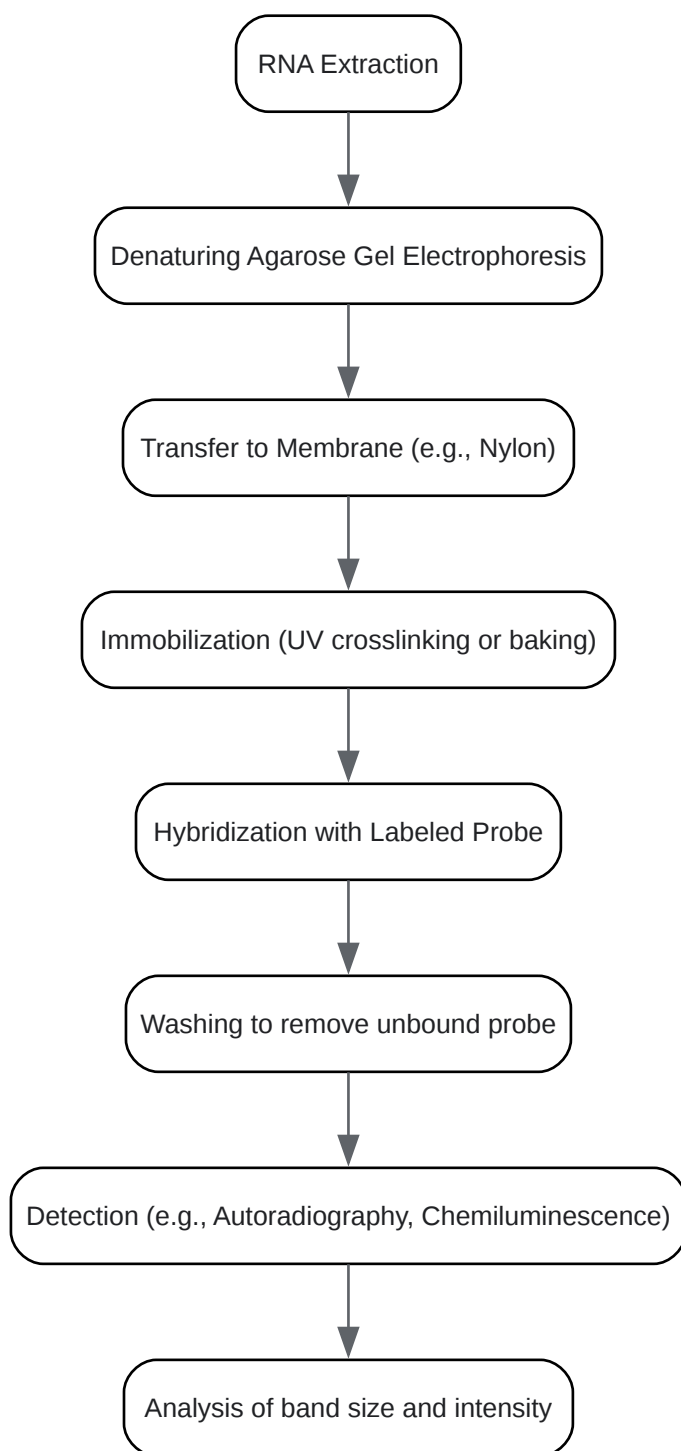 RNA Extraction
Denaturing Agarose Gel Electrophoresis
Transfer to Membrane (e.g., Nylon)
Immobilization (UV crosslinking or baking)
Hybridization with Labeled Probe
Washing to remove unbound probe
Detection (e.g., Autoradiography, Chemiluminescence)
Analysis of band size and intensity